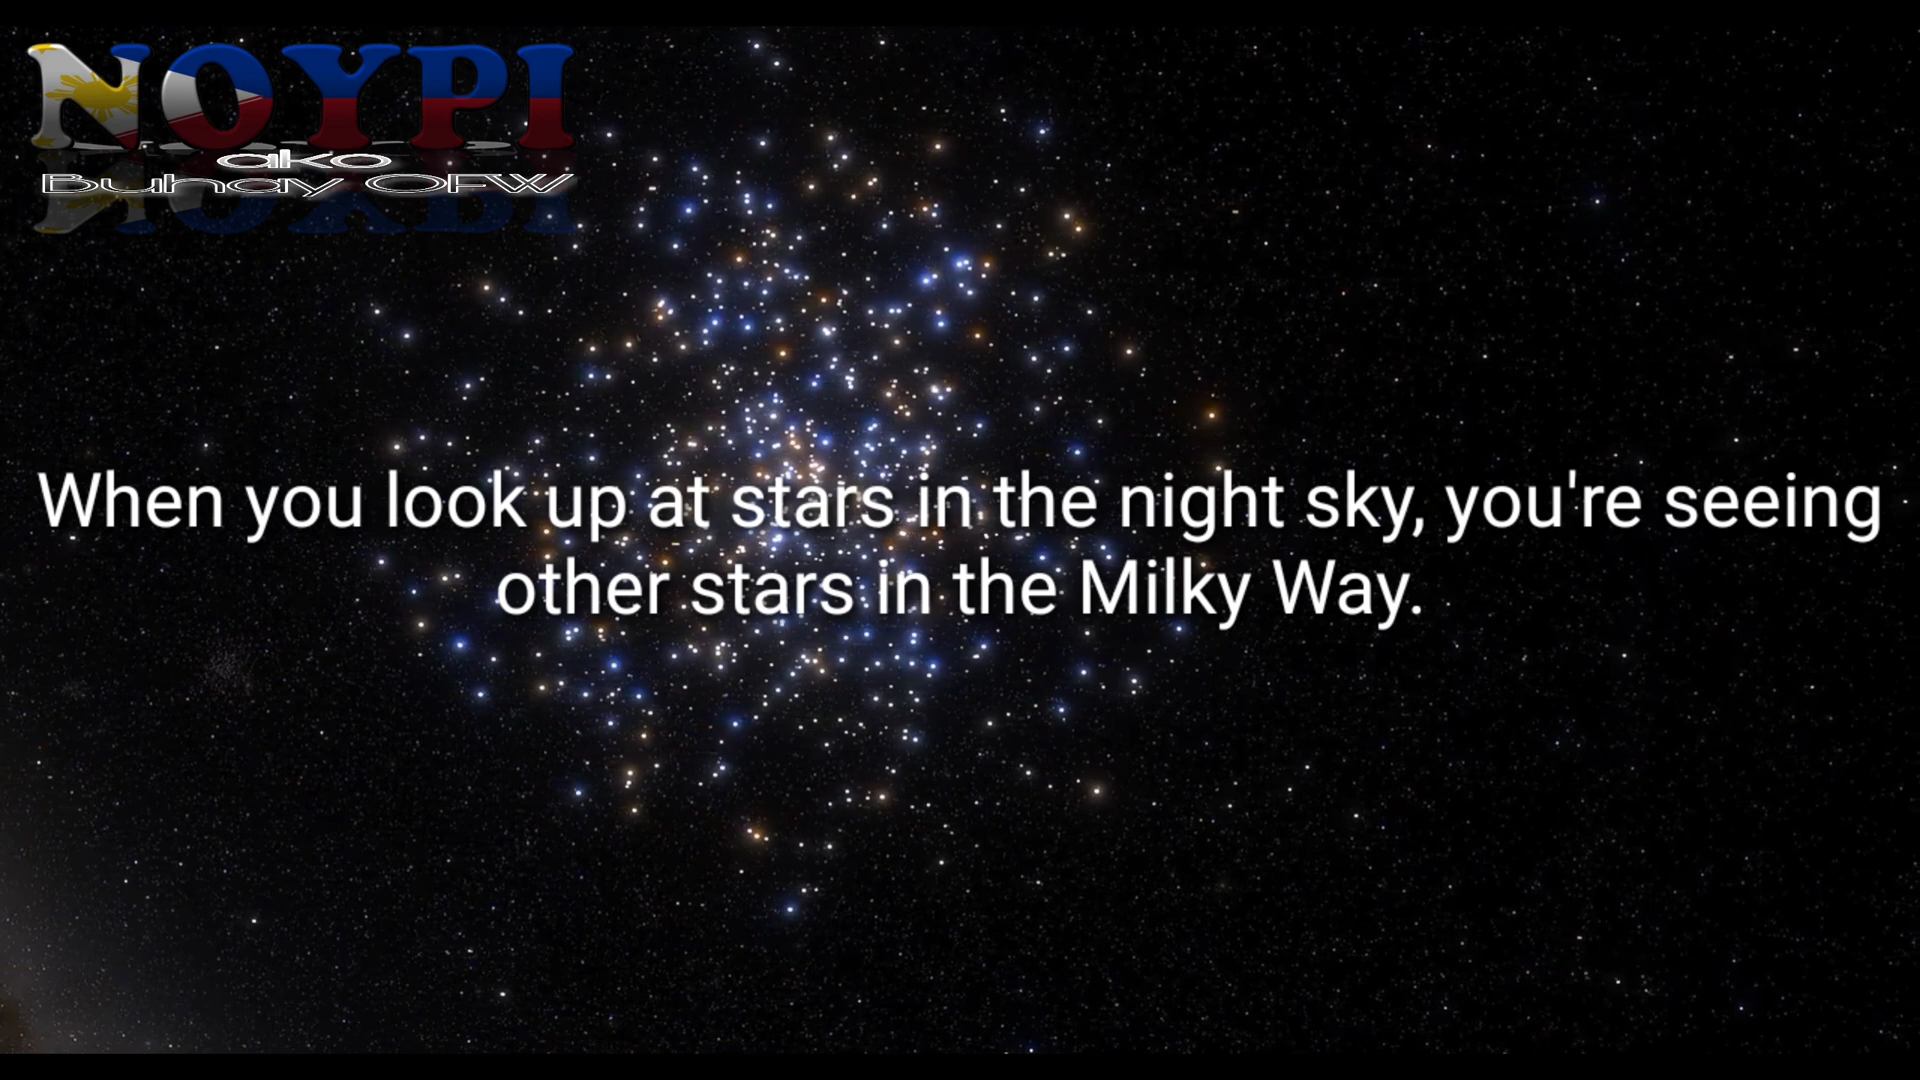 NOYPI
ako
Buhay OFW
When you look up at stars in the night sky, you're seeing
other stars in the Milky Way.